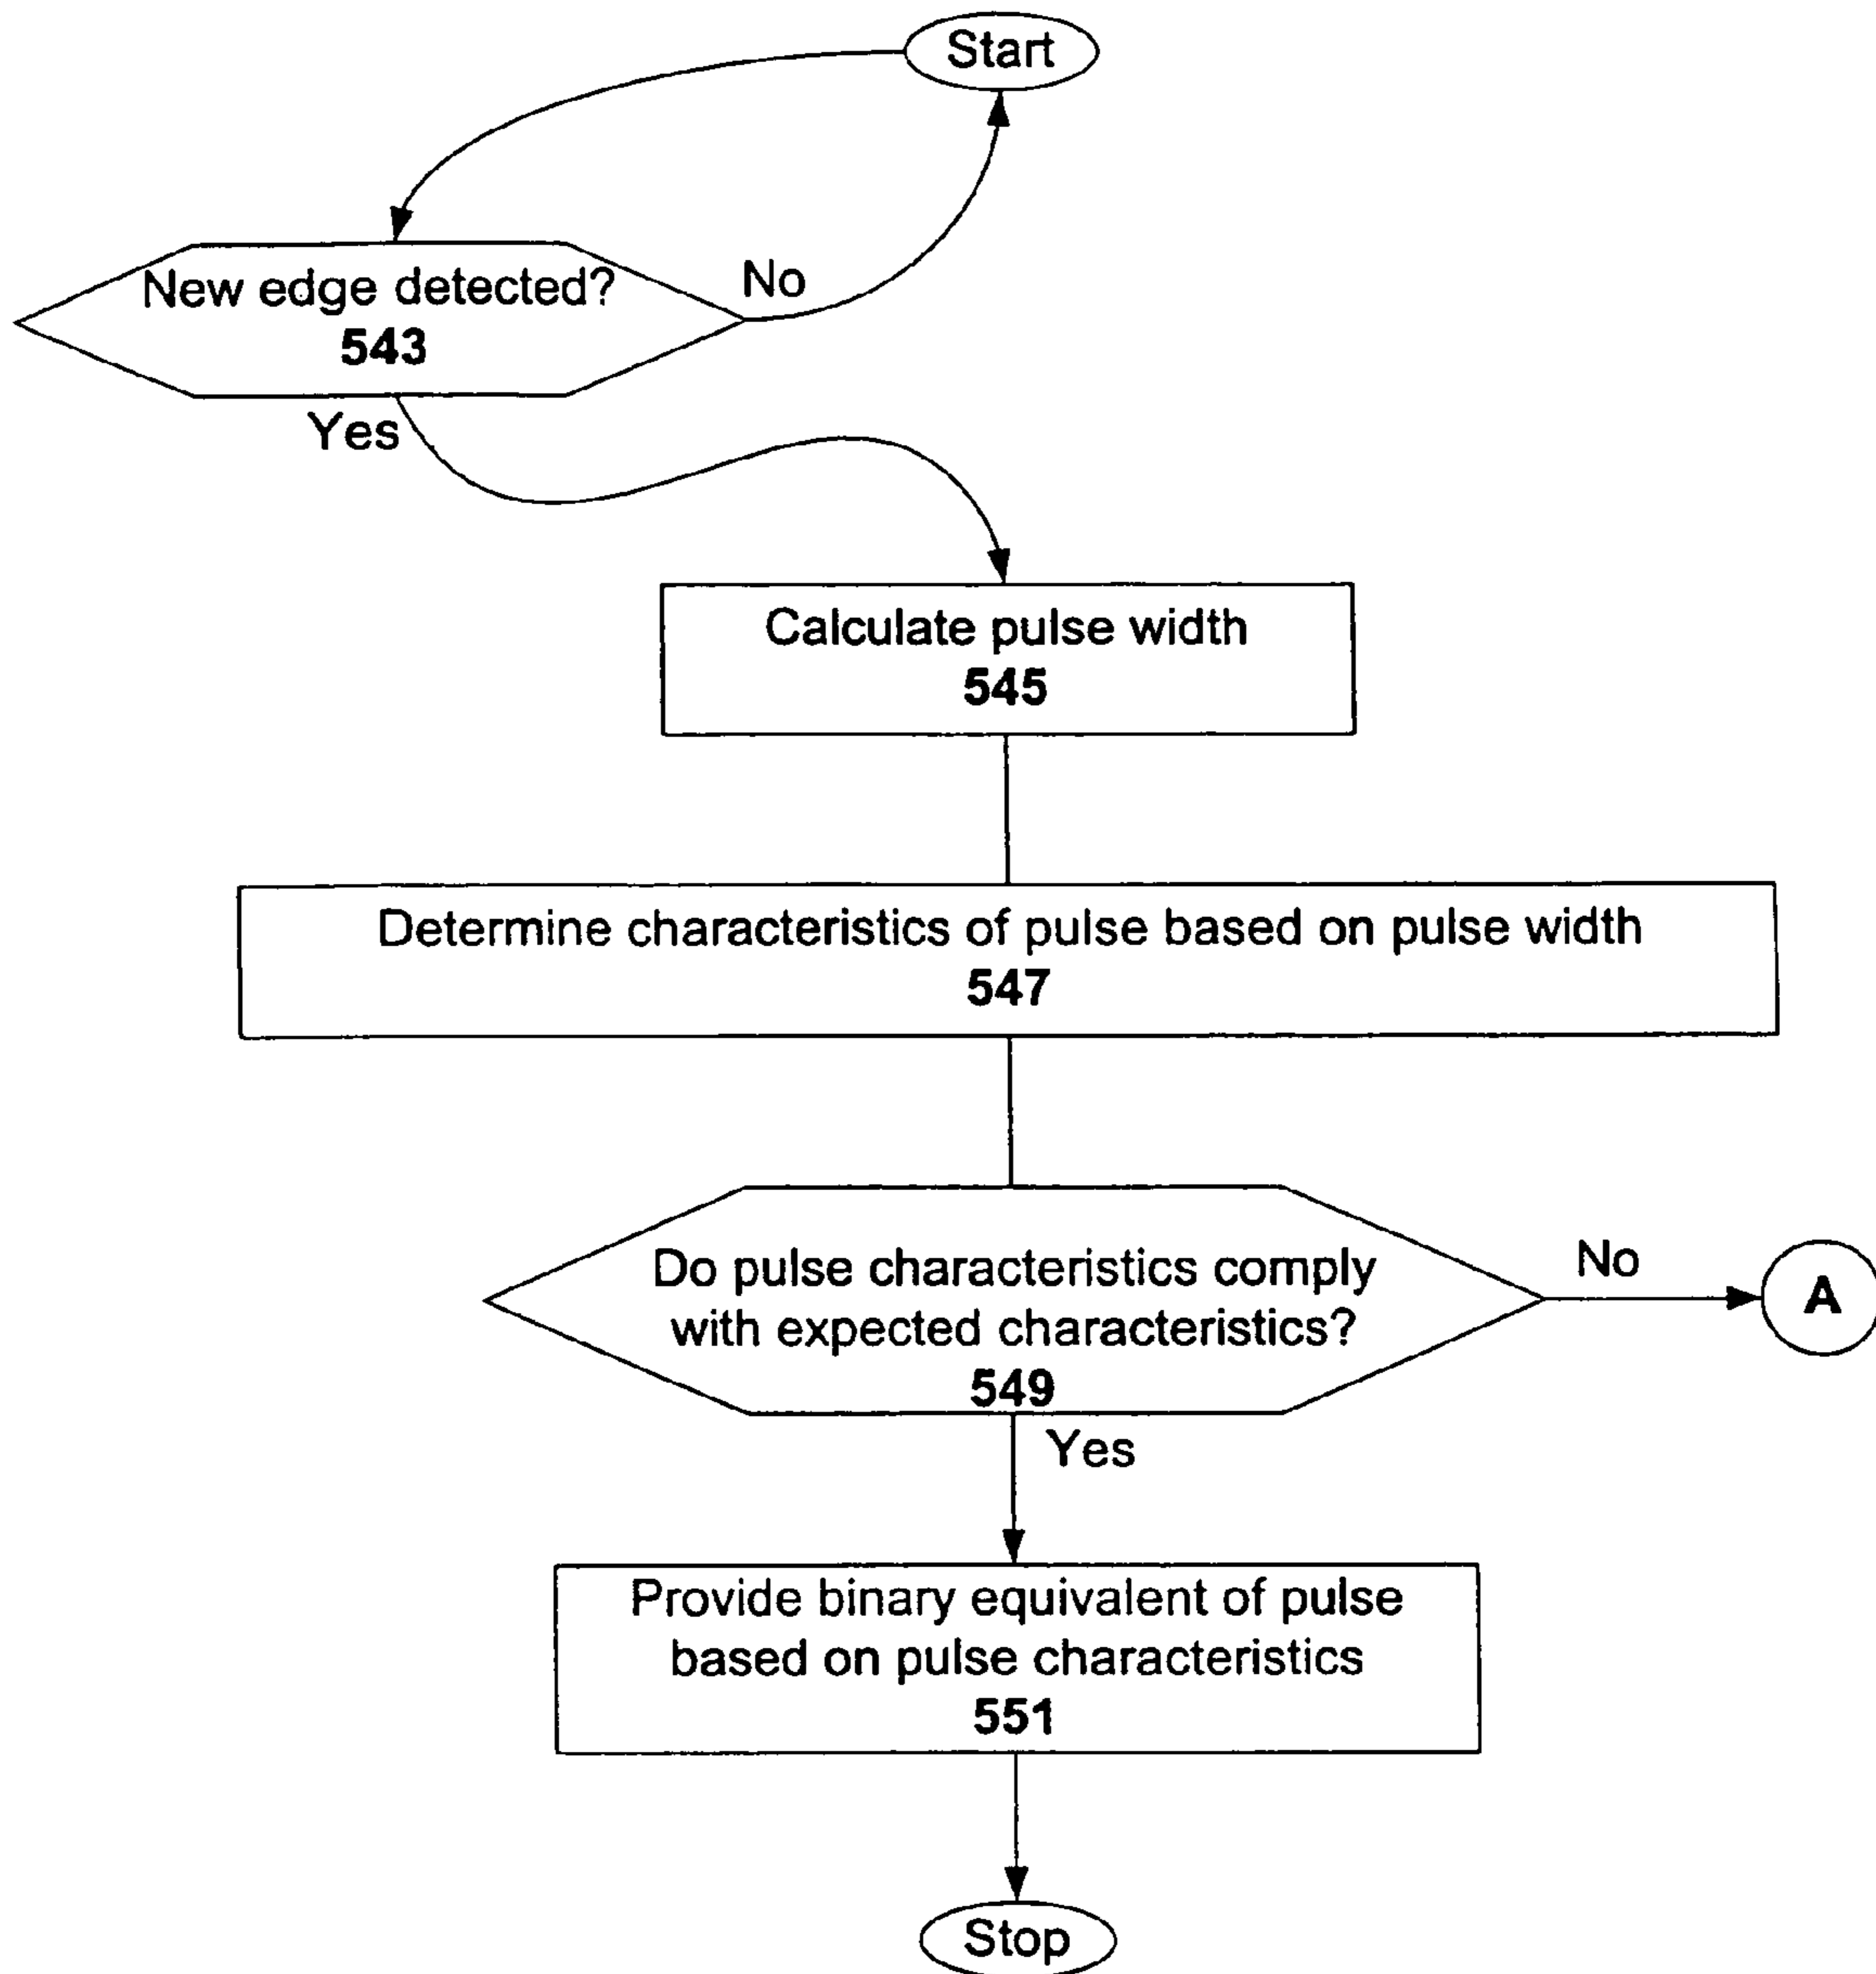 Start
New edge detected?
543
No
Yes
Calculate pulse width
545
Determine characteristics of pulse based on pulse width
547
Do pulse characteristics comply
with expected characteristics?
549
No
A
Yes
Provide binary equivalent of pulse
based on pulse characteristics
551
Stop